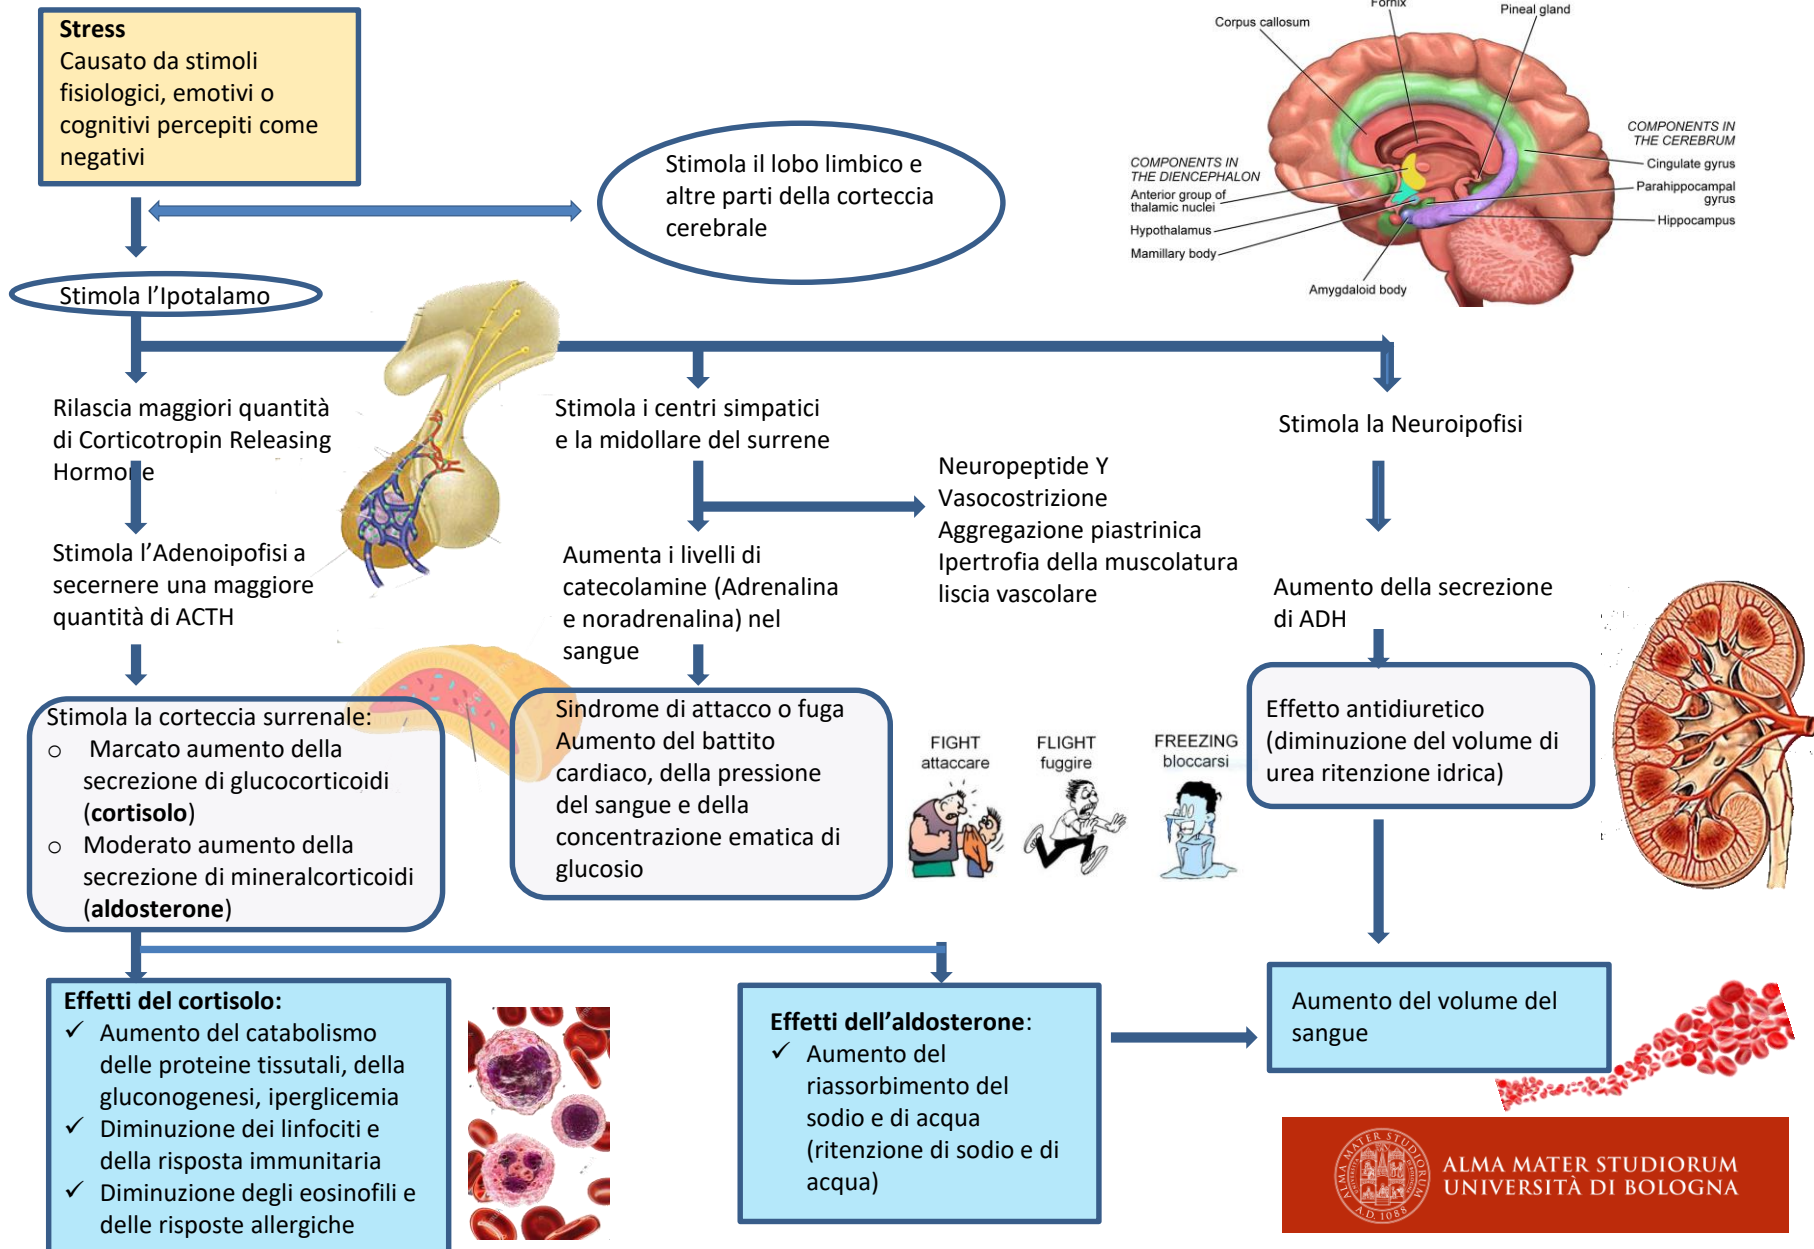 Stress
Causato da stimoli
fisiologici, emotivi o
cognitivi percepiti come
negativi
Stimola il lobo limbico e
altre parti della corteccia
cerebrale
Fornix
Corpus callosum
Pineal gland
COMPONENTS IN
THE CEREBRUM
Cingulate gyrus
Parahippocampal
gyrus
Hippocampus
COMPONENTS IN
THE DIENCEPHALON
Anterior group of
thalamic nuclei
Hypothalamus
Mamillary body
Amygdaloid body
Stimola l'Ipotalamo
Rilascia maggiori quantità
di Corticotropin Releasing
Hormone
Stimola l'Adenoipofisi a
secernere una maggiore
quantità di ACTH
Stimola la corteccia surrenale:
o Marcato aumento della
secrezione di glucocorticoidi
(cortisolo)
o Moderato aumento della
secrezione di mineralcorticoidi
(aldosterone)
Stimola i centri simpatici
e la midollare del surrene
Neuropeptide Y
Vasocostrizione
Aggregazione piastrinica
Ipertrofia della muscolatura
liscia vascolare
Aumenta i livelli di
catecolamine (Adrenalina
e noradrenalina) nel
sangue
Sindrome di attacco o fuga
Aumento del battito
cardiaco, della pressione
del sangue e della
concentrazione ematica di
glucosio
FIGHT
attaccare
FLIGHT
fuggire
FREEZING
bloccarsi
Stimola la Neuroipofisi
Aumento della secrezione
di ADH
Effetto antidiuretico
(diminuzione del volume di
urea ritenzione idrica)
Effetti del cortisolo:
✓ Aumento del catabolismo
delle proteine tissutali, della
gluconogenesi, iperglicemia
✓ Diminuzione dei linfociti e
della risposta immunitaria
✓ Diminuzione degli eosinofili e
delle risposte allergiche
Effetti dell'aldosterone:
✓ Aumento del
riassorbimento del
sodio e di acqua
(ritenzione di sodio e di
acqua)
Aumento del volume del
sangue
ALMA MATER STUDIORUM
A.D. 1088
ALMA MATER STUDIORUM
UNIVERSITÀ DI BOLOGNA